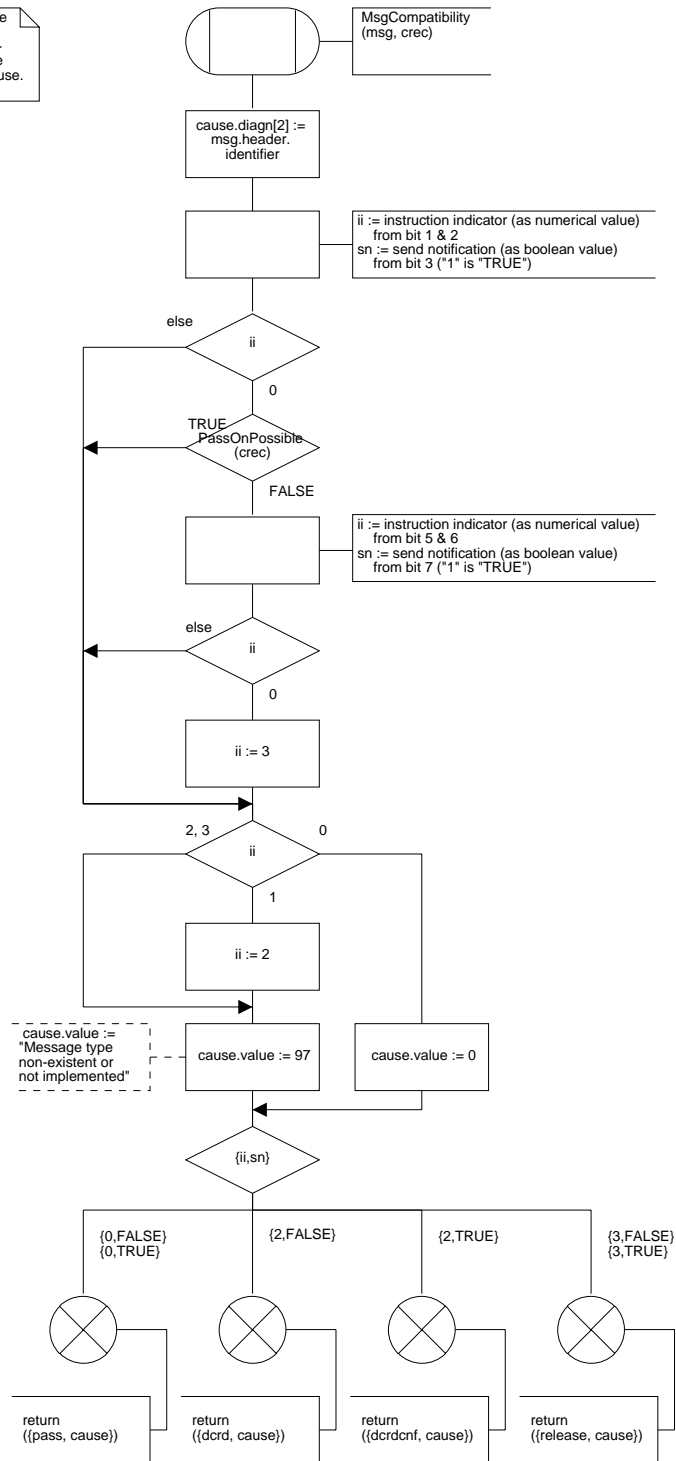 e
.
e
use.
MsgCompatibility
(msg, crec)
cause.diagn[2] :=
msg.header.
identifier
ii := instruction indicator (as numerical value)
from bit 1 & 2
sn := send notification (as boolean value)
from bit 3 ("1" is "TRUE")
else
ii
0
TRUE
PassOnPossible
(crec)
FALSE
ii := instruction indicator (as numerical value)
from bit 5 & 6
sn := send notification (as boolean value)
from bit 7 ("1" is "TRUE")
else
ii
0
ii := 3
2, 3
0
ii
1
ii := 2
cause.value :=
"Message type
non-existent or
not implemented"
cause.value := 97
cause.value := 0
{ii,sn}
{0,FALSE}
{0,TRUE}
{2,FALSE}
{2,TRUE}
{3,FALSE}
{3,TRUE}
return
({pass, cause})
return
({dcrd, cause})
return
({dcrdcnf, cause})
return
({release, cause})